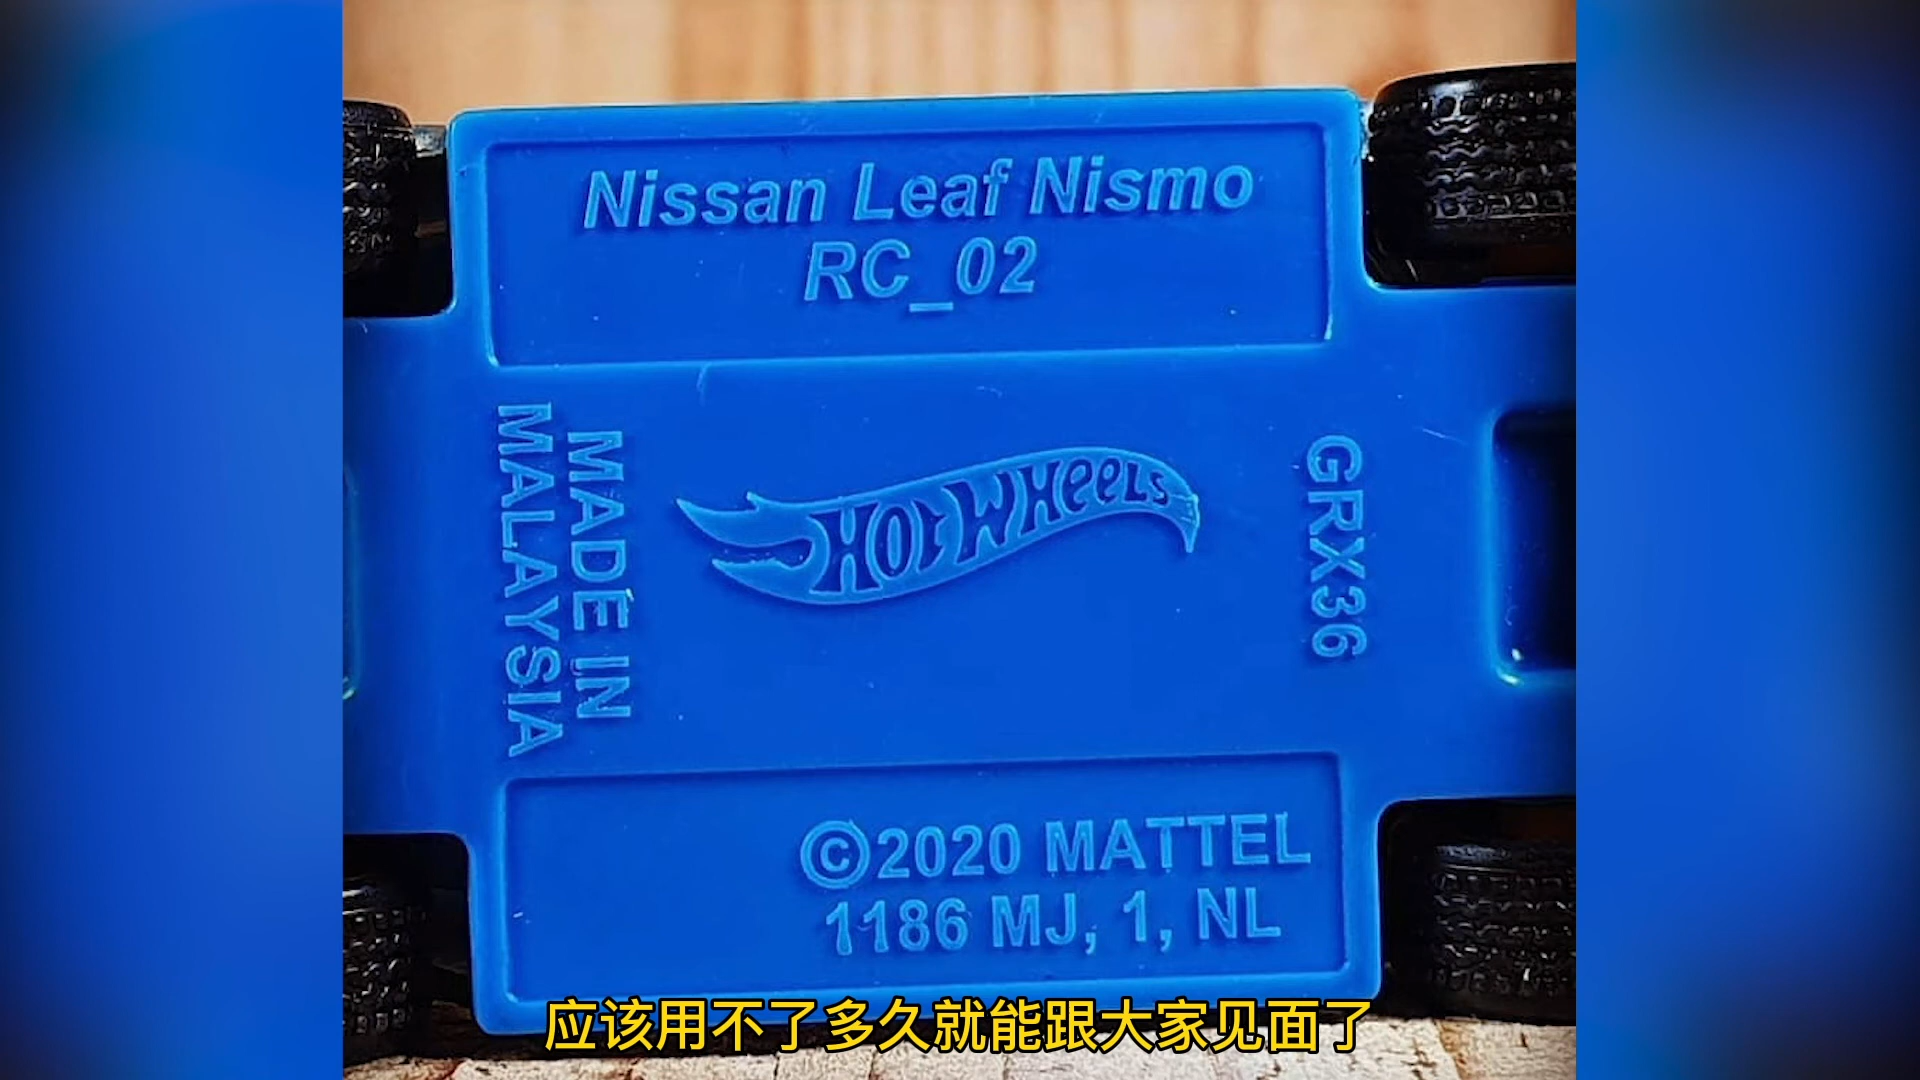 Nissan Leaf Nismo
RC_02
MADE IN
MALAYSIA
HOT WHEELS
GRX36
©2020 MATTEL
1186 MJ, 1, NL
应该用不了多久就能跟大家见面了